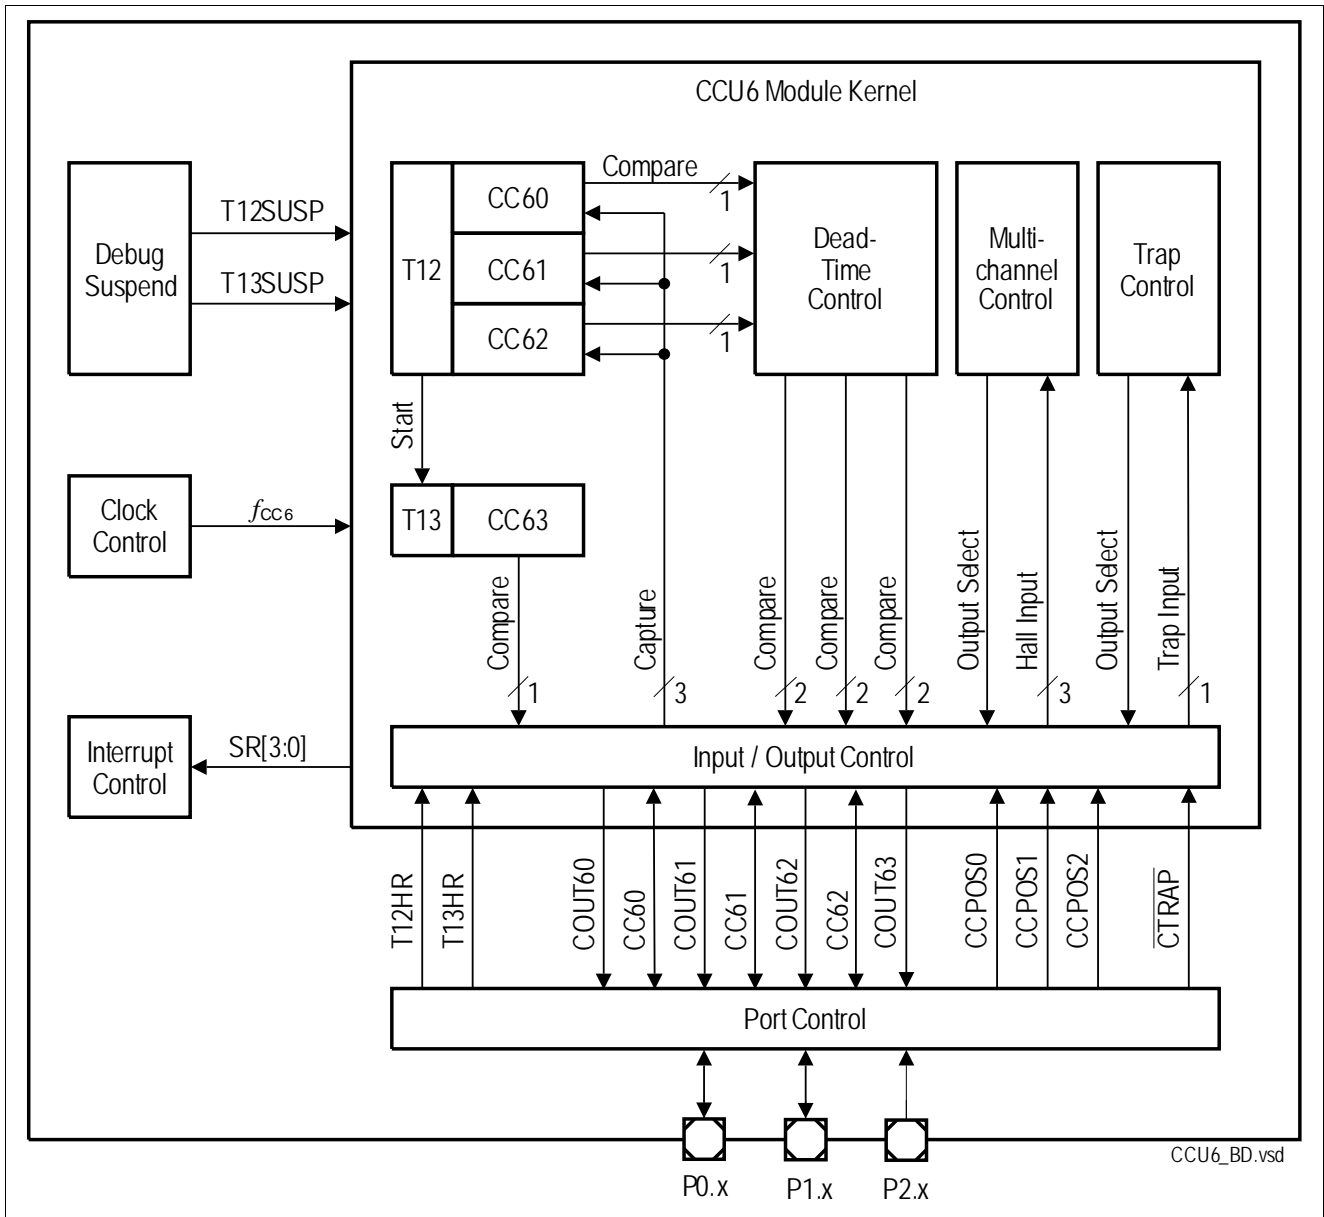 CCU6 Module Kernel
Debug
Suspend
T12SUSP
T13SUSP
T12
CC60
CC61
CC62
Compare
1
1
1
Dead-
Time
Control
Multi-
channel
Control
Trap
Control
Start
Clock
Control
fCC6
T13
CC63
Compare
1
Capture
3
Compare
2
Compare
2
Compare
2
Output Select
Hall Input
3
Output Select
Trap Input
1
Interrupt
Control
SR[3:0]
Input / Output Control
T12HR
T13HR
COUT60
CC60
COUT61
CC61
COUT62
CC62
COUT63
CCPOS0
CCPOS1
CCPOS2
CTRAP
Port Control
P0.x
P1.x
P2.x
CCU6_BD.vsd